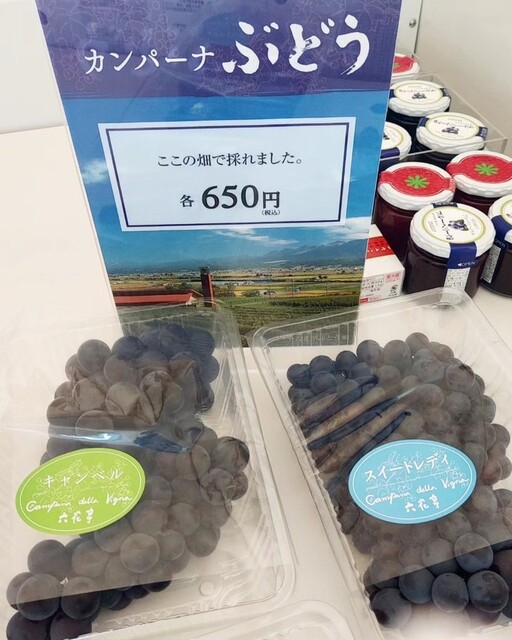 カンパーナ ぶどう
ここの畑で採れました。
各 650円
(税込)
キャンベル
Campana della Vigna
六花亭
スイートレディ
Campana della Vigna
六花亭
OPEN